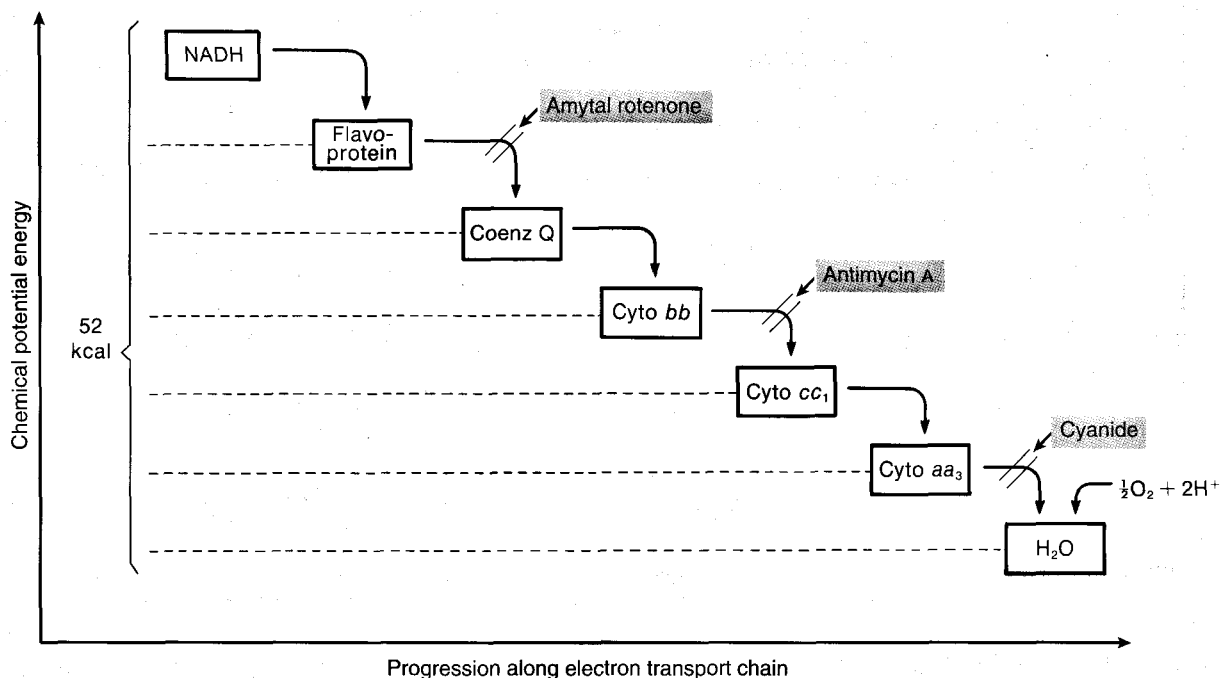 NADH
Amytal rotenone
Flavo-
protein
Coenz Q
Antimycin A
Cyto bb
52
kcal
Cyto cc₁
Cyanide
Cyto aa₃
½O₂ + 2H⁺
H₂O
Chemical potential energy
Progression along electron transport chain